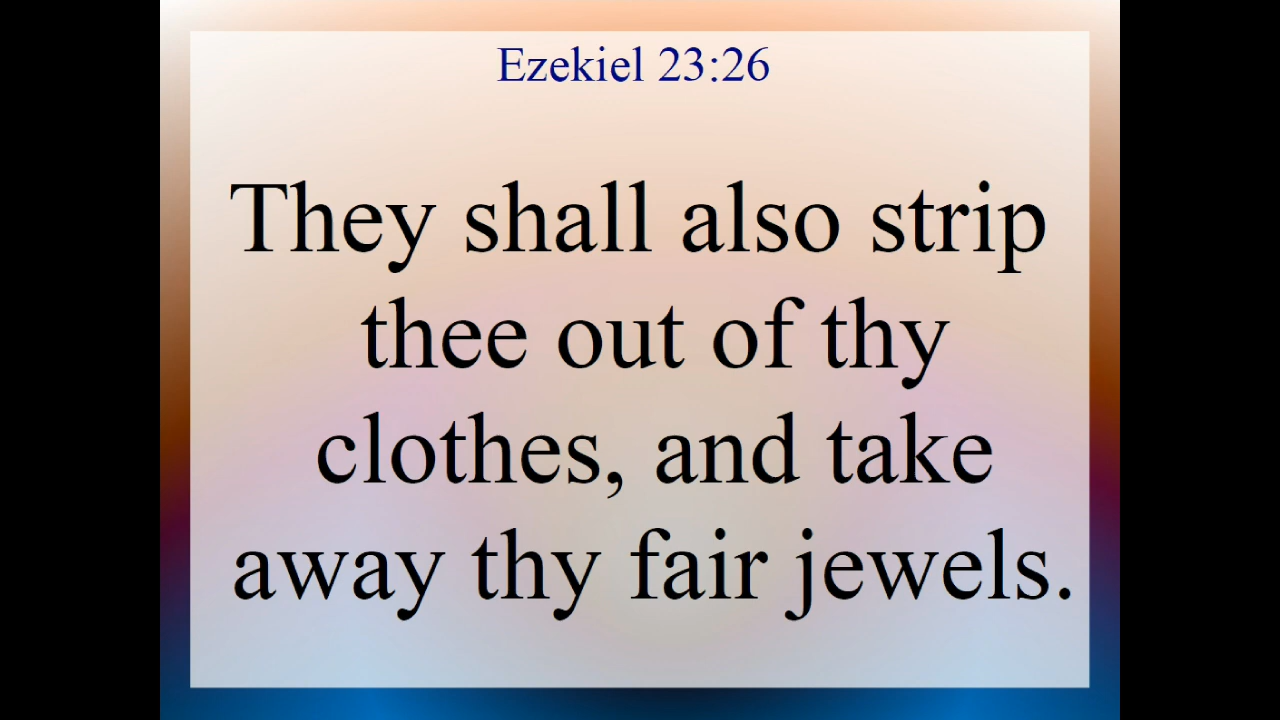 Ezekiel 23:26
They shall also strip
thee out of thy
clothes, and take
away thy fair jewels.